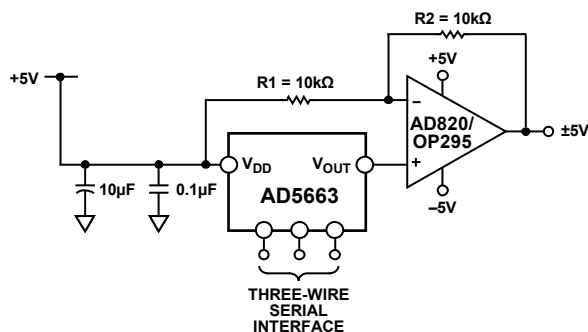 R2 = 10kΩ
+5V
R1 = 10kΩ
+5V
−
AD820/
OP295
+
±5V
–5V
VDD
VOUT
AD5663
10µF
0.1µF
THREE-WIRE
SERIAL
INTERFACE